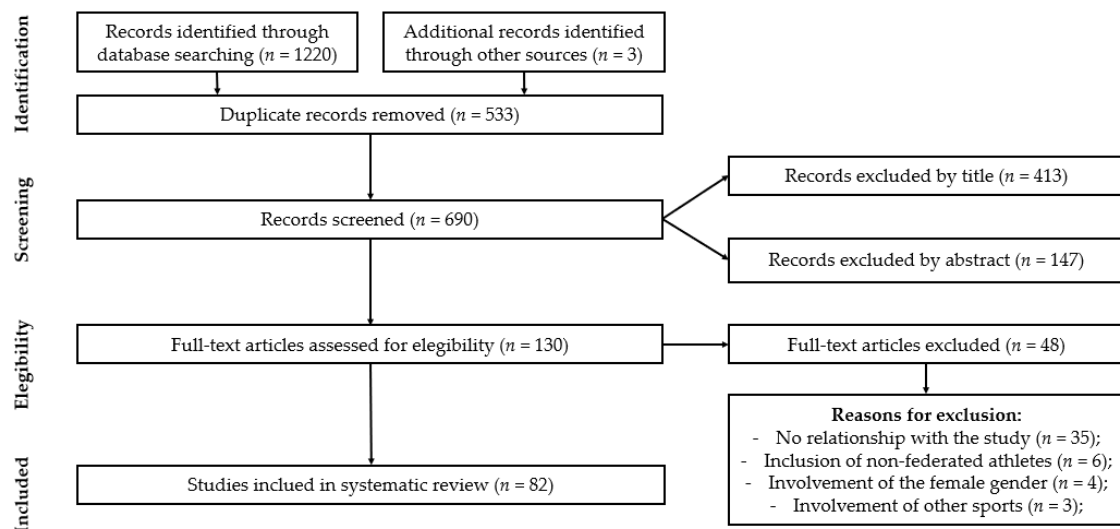 Identification
Records identified through
database searching (n = 1220)
Additional records identified
through other sources (n = 3)
Duplicate records removed (n = 533)
Screening
Records screened (n = 690)
Records excluded by title (n = 413)
Records excluded by abstract (n = 147)
Elegibility
Full-text articles assessed for elegibility (n = 130)
Full-text articles excluded (n = 48)
Reasons for exclusion:
- No relationship with the study (n = 35);
- Inclusion of non-federated athletes (n = 6);
- Involvement of the female gender (n = 4);
- Involvement of other sports (n = 3);
Included
Studies inclued in systematic review (n = 82)